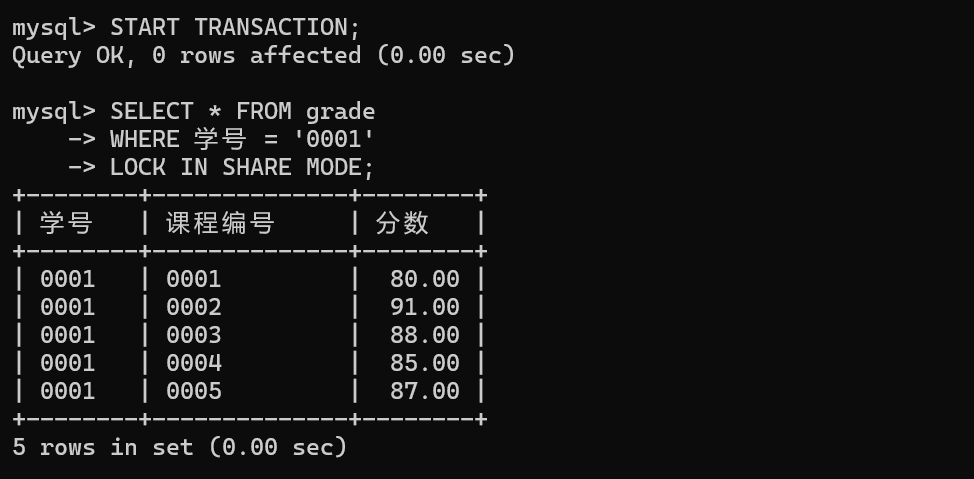 mysql> START TRANSACTION;
Query OK, 0 rows affected (0.00 sec)
mysql> SELECT * FROM grade
    -> WHERE 学号 = '0001'
    -> LOCK IN SHARE MODE;
+--------+--------------+--------+
| 学号   | 课程编号     | 分数   |
+--------+--------------+--------+
| 0001   | 0001         |  80.00 |
| 0001   | 0002         |  91.00 |
| 0001   | 0003         |  88.00 |
| 0001   | 0004         |  85.00 |
| 0001   | 0005         |  87.00 |
+--------+--------------+--------+
5 rows in set (0.00 sec)